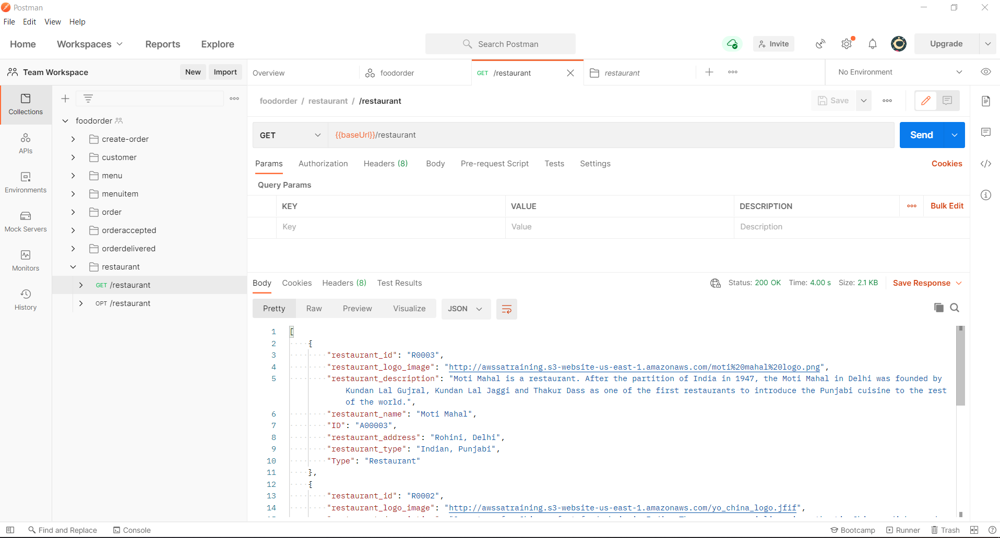 Postman
File Edit View Help
Home Workspaces Reports Explore Search Postman Invite Upgrade
Team Workspace New Import Overview foodorder GET /restaurant restaurant No Environment
Collections
APIs
Environments
Mock Servers
Monitors
History
foodorder
create-order
customer
menu
menuitem
order
orderaccepted
orderdelivered
restaurant
GET /restaurant
OPT /restaurant
foodorder / restaurant / /restaurant Save
GET {{baseUrl}}/restaurant Send
Params Authorization Headers (8) Body Pre-request Script Tests Settings Cookies
Query Params
KEY VALUE DESCRIPTION Bulk Edit
Key Value Description
Body Cookies Headers (8) Test Results Status: 200 OK Time: 4.00 s Size: 2.1 KB Save Response
Pretty Raw Preview Visualize JSON
1 [
2 {
3 "restaurant_id": "R0003",
4 "restaurant_logo_image": "http://awssatraining.s3-website-us-east-1.amazonaws.com/moti%20mahal%20logo.png",
5 "restaurant_description": "Moti Mahal is a restaurant. After the partition of India in 1947, the Moti Mahal in Delhi was founded by
Kundan Lal Gujral, Kundan Lal Jaggi and Thakur Dass as one of the first restaurants to introduce the Punjabi cuisine to the rest
of the world.",
6 "restaurant_name": "Moti Mahal",
7 "ID": "A00003",
8 "restaurant_address": "Rohini, Delhi",
9 "restaurant_type": "Indian, Punjabi",
10 "Type": "Restaurant"
11 },
12 {
13 "restaurant_id": "R0002",
14 "restaurant_logo_image": "http://awssatraining.s3-website-us-east-1.amazonaws.com/yo_china_logo.jfif",
Find and Replace Console Bootcamp Runner Trash